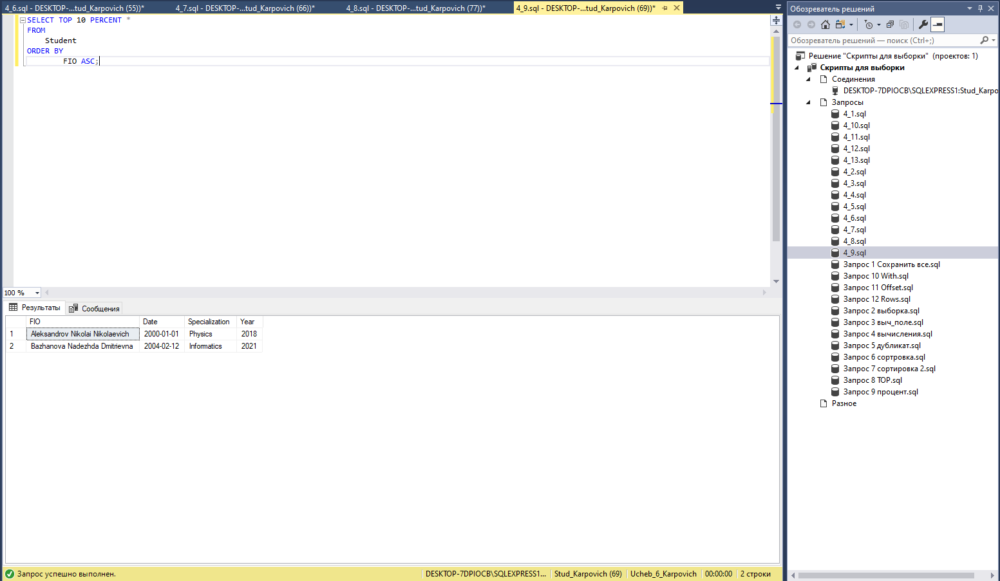 4_6.sql - DESKTOP-...tud_Karpovich (55))*
4_7.sql - DESKTOP-...tud_Karpovich (66))*
4_8.sql - DESKTOP-...tud_Karpovich (77))*
4_9.sql - DESKTOP-...tud_Karpovich (69))*
SELECT TOP 10 PERCENT *
FROM
Student
ORDER BY
FIO ASC;
100 %
Результаты
Сообщения
FIO Date Specialization Year
1 Aleksandrov Nikolai Nikolaevich 2000-01-01 Physics 2018
2 Bazhanova Nadezhda Dmitrievna 2004-02-12 Informatics 2021
Запрос успешно выполнен.
DESKTOP-7DPIOCB\SQLEXPRESS1... Stud_Karpovich (69) Ucheb_6_Karpovich 00:00:00 2 строки
Обозреватель решений
Обозреватель решений — поиск (Ctrl+;)
Решение "Скрипты для выборки" (проектов: 1)
Скрипты для выборки
Соединения
DESKTOP-7DPIOCB\SQLEXPRESS1:Stud_Karpo
Запросы
4_1.sql
4_10.sql
4_11.sql
4_12.sql
4_13.sql
4_2.sql
4_3.sql
4_4.sql
4_5.sql
4_6.sql
4_7.sql
4_8.sql
4_9.sql
Запрос 1 Сохранить все.sql
Запрос 10 With.sql
Запрос 11 Offset.sql
Запрос 12 Rows.sql
Запрос 2 выборка.sql
Запрос 3 выч_поле.sql
Запрос 4 вычисления.sql
Запрос 5 дубликат.sql
Запрос 6 сортровка.sql
Запрос 7 сортировка 2.sql
Запрос 8 TOP.sql
Запрос 9 процент.sql
Разное